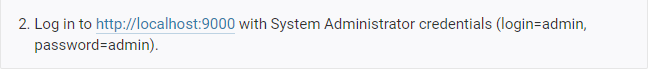 2. Log in to http://localhost:9000 with System Administrator credentials (login=admin,
password=admin).